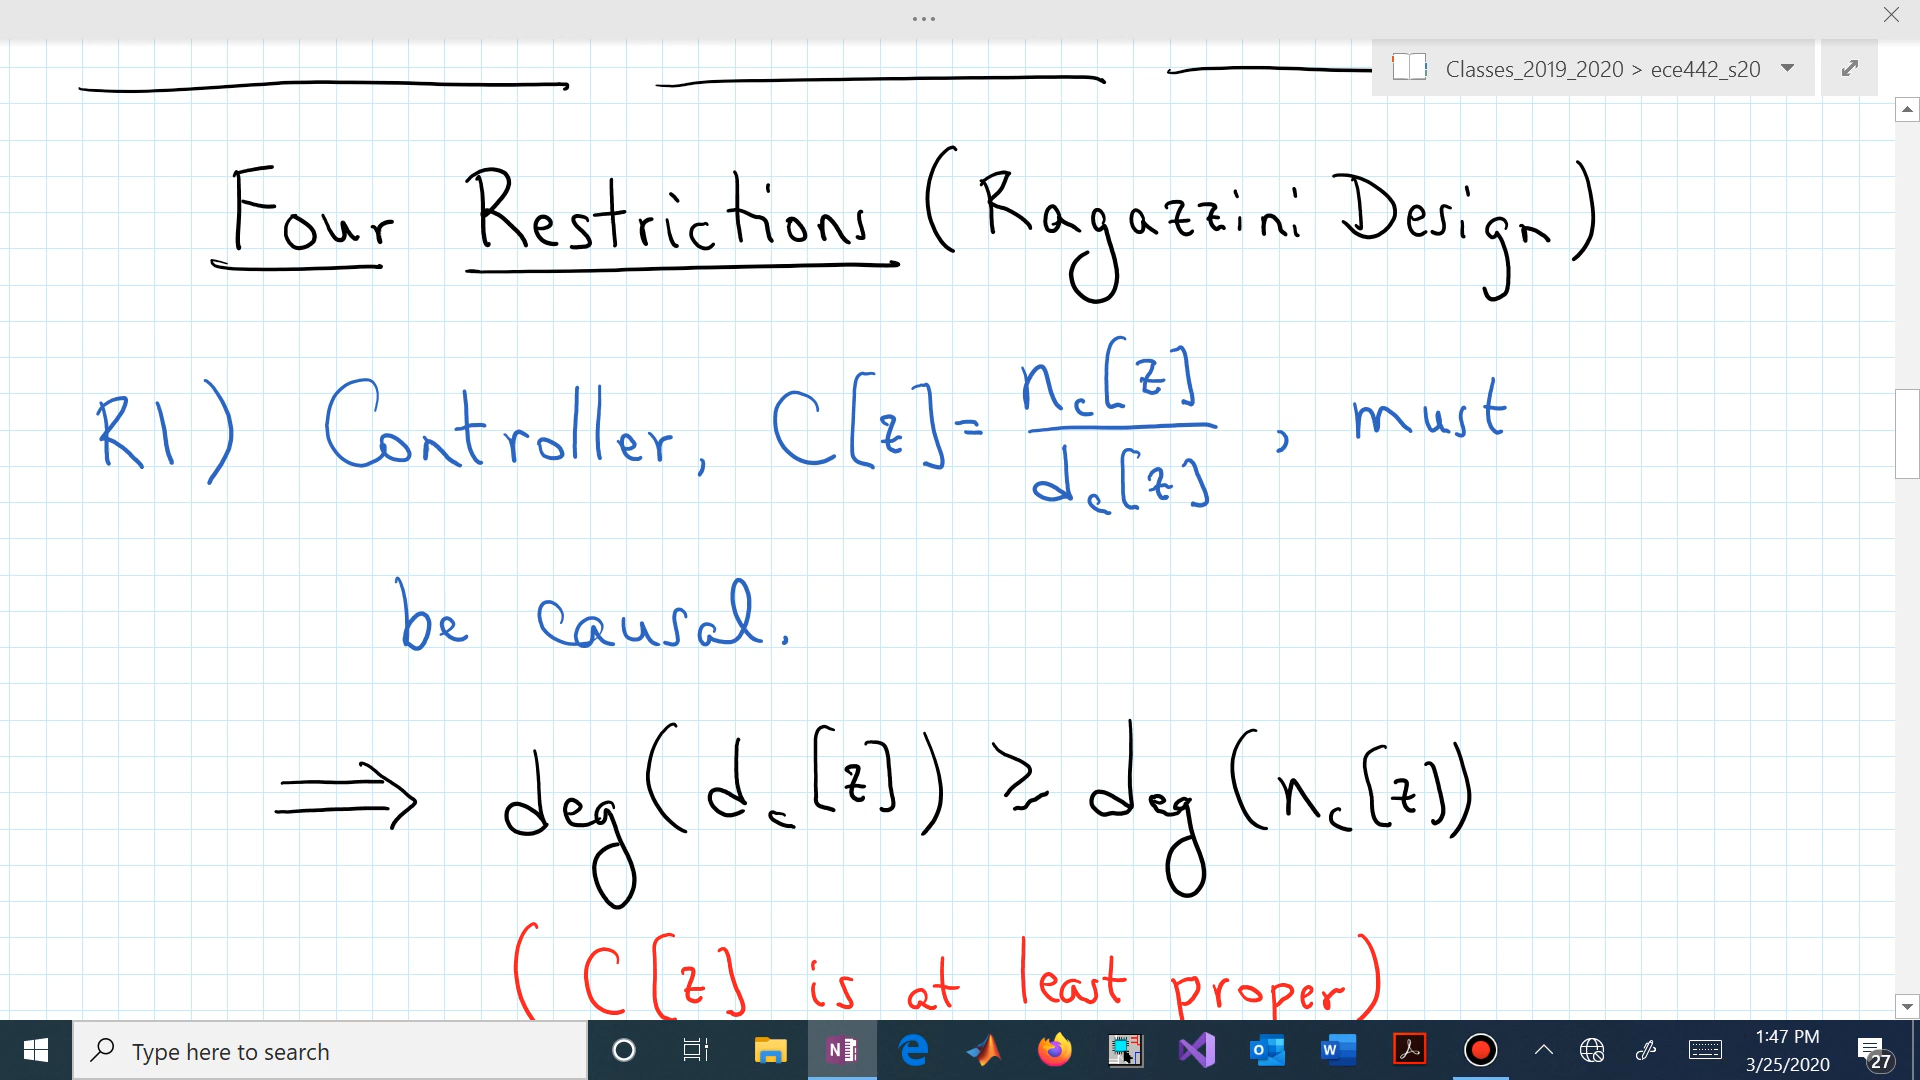 Classes_2019_2020 > ece442_s20
Four Restrictions (Ragazzini Design)
R1) Controller, C[z] = n_c[z] / d_c[z] , must
be causal.
⟹ deg(d_c[z]) ≥ deg(n_c[z])
(C[z] is at least proper)
Type here to search
1:47 PM
3/25/2020
27